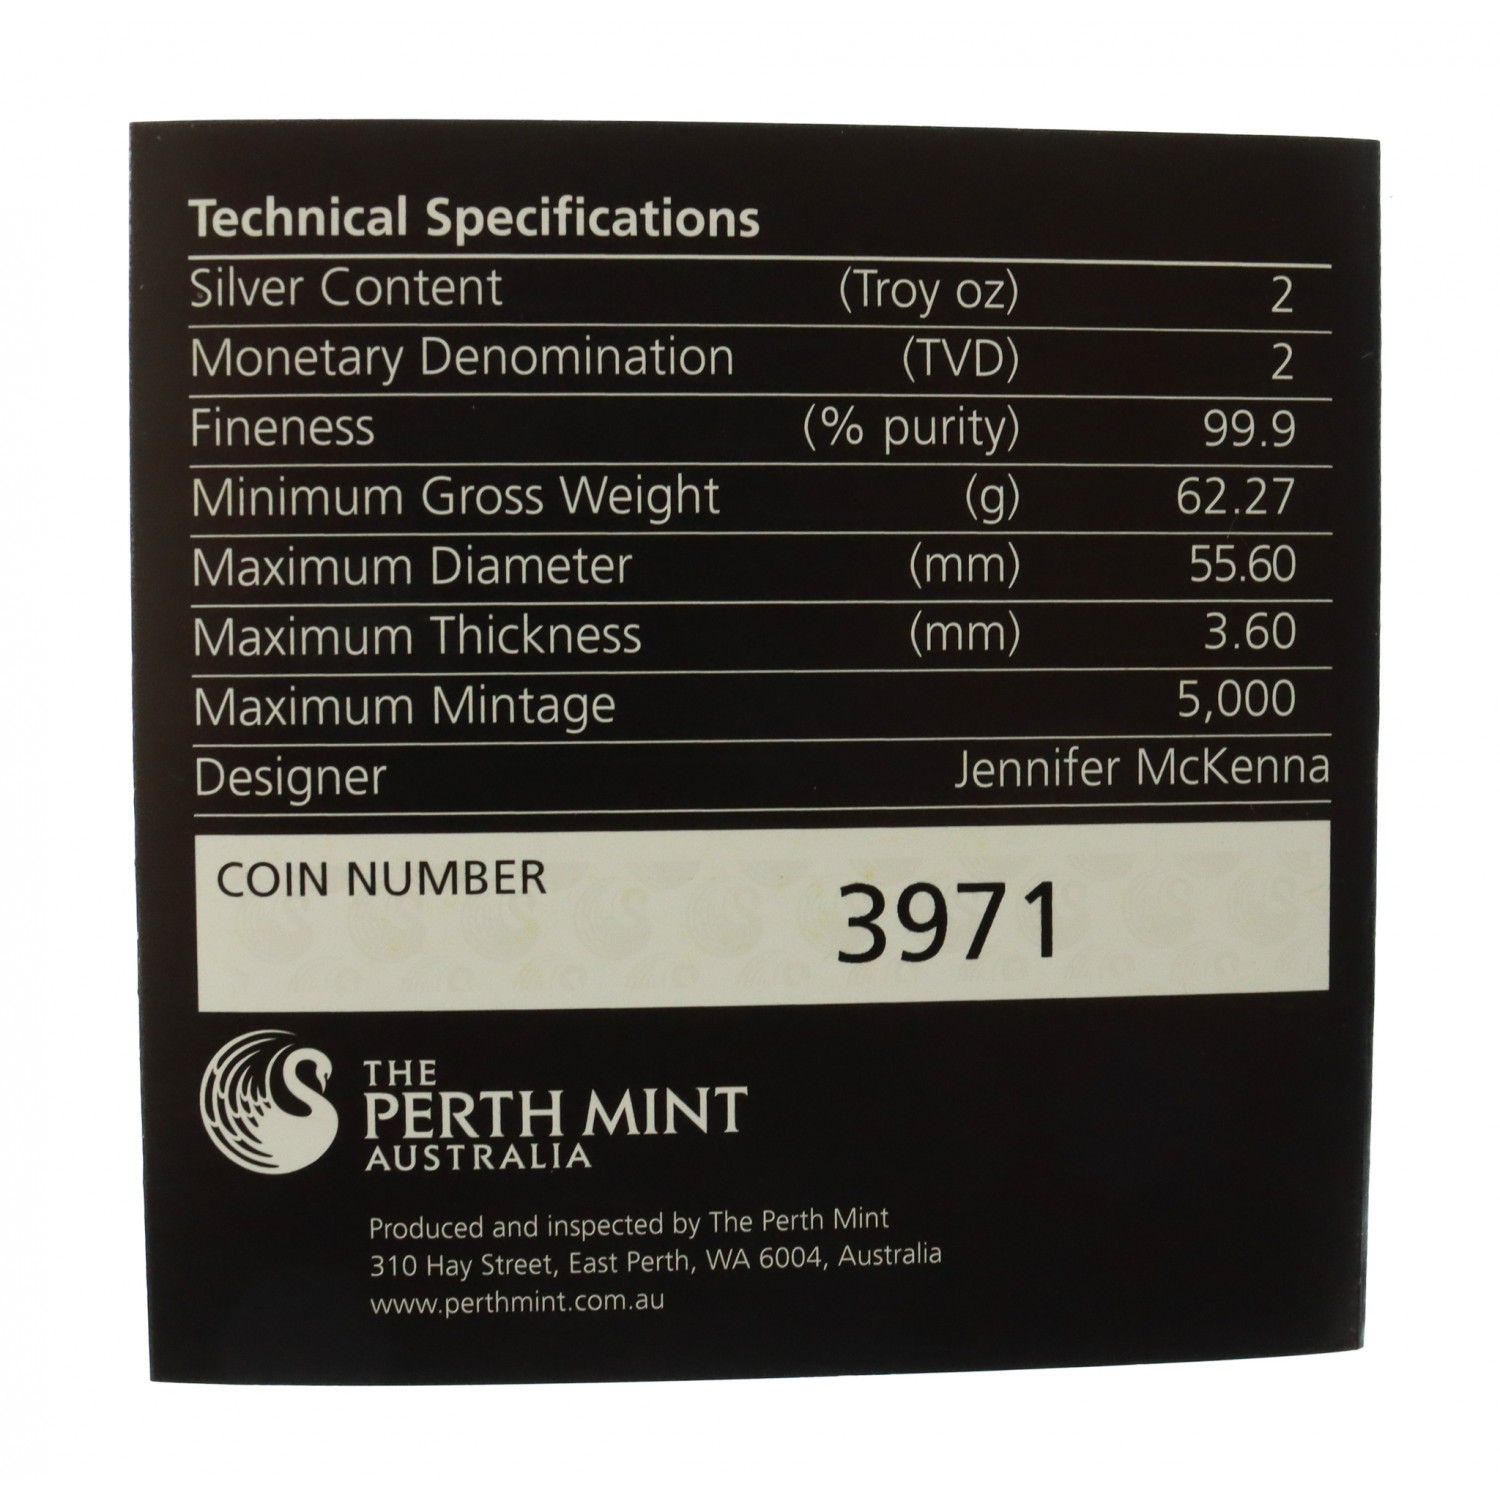 Technical Specifications
Silver Content (Troy oz) 2
Monetary Denomination (TVD) 2
Fineness (% purity) 99.9
Minimum Gross Weight (g) 62.27
Maximum Diameter (mm) 55.60
Maximum Thickness (mm) 3.60
Maximum Mintage 5,000
Designer Jennifer McKenna
COIN NUMBER 3971
THE
PERTH MINT
AUSTRALIA
Produced and inspected by The Perth Mint
310 Hay Street, East Perth, WA 6004, Australia
www.perthmint.com.au